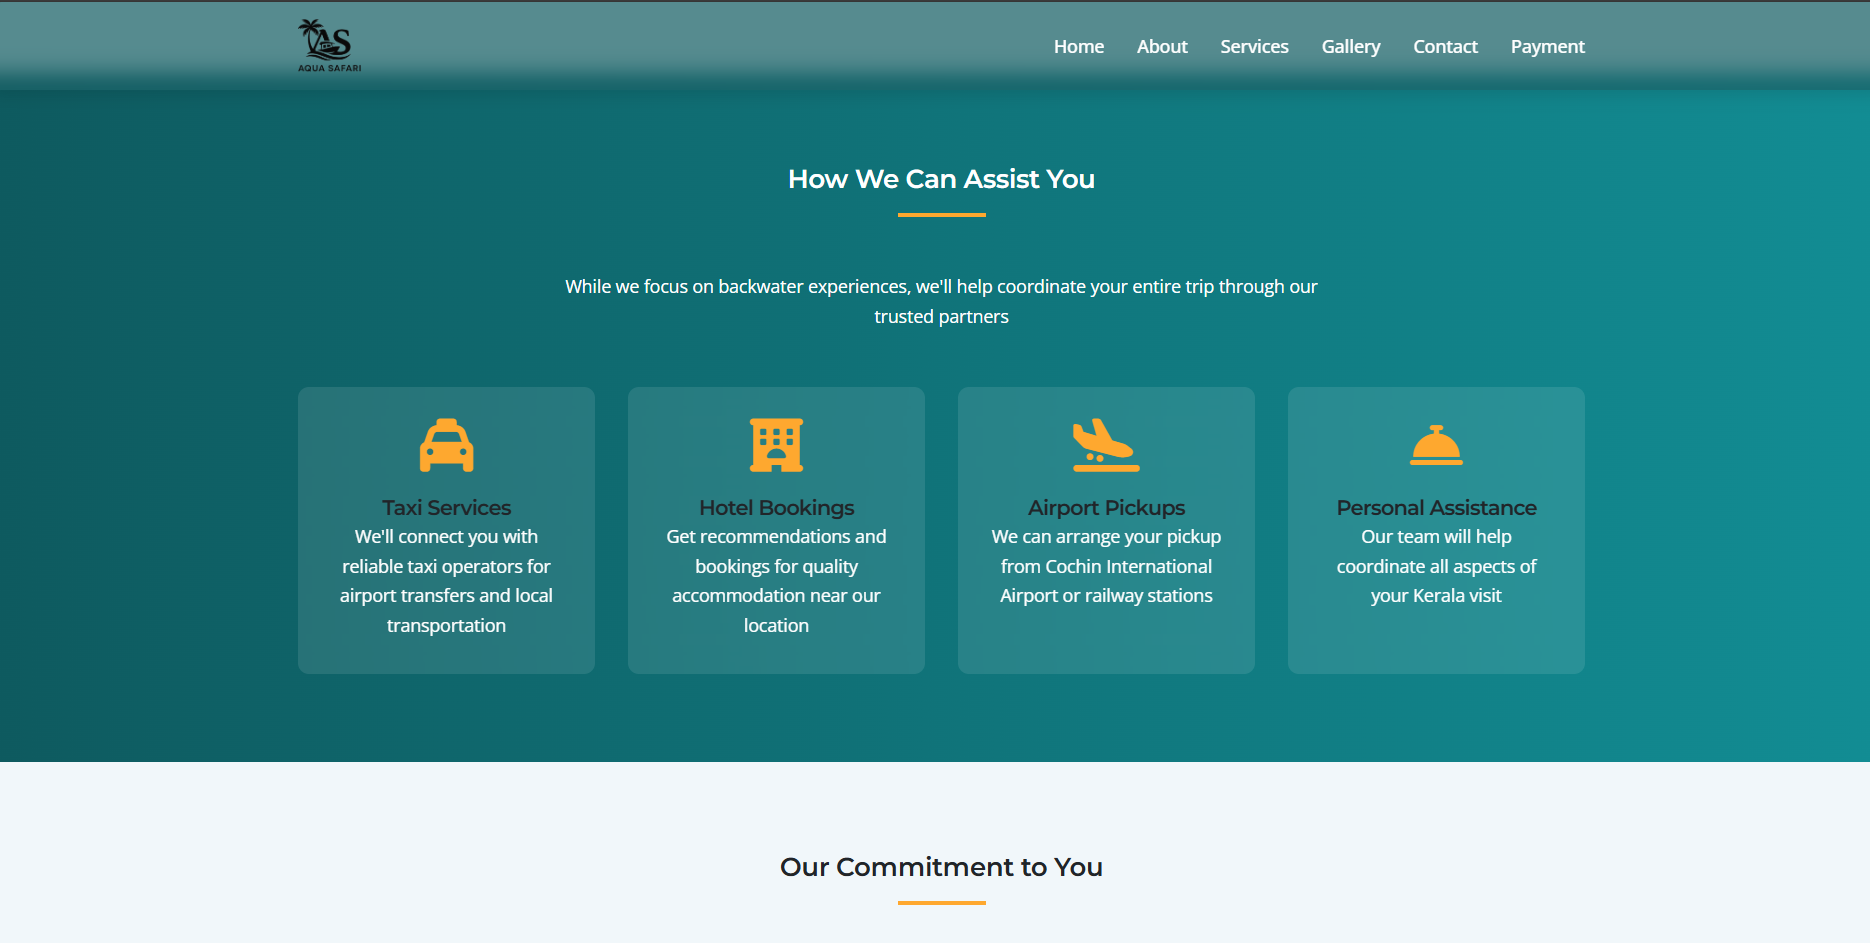 AS
AQUA SAFARI
Home About Services Gallery Contact Payment
How We Can Assist You
While we focus on backwater experiences, we'll help coordinate your entire trip through our
trusted partners
Taxi Services
We'll connect you with
reliable taxi operators for
airport transfers and local
transportation
Hotel Bookings
Get recommendations and
bookings for quality
accommodation near our
location
Airport Pickups
We can arrange your pickup
from Cochin International
Airport or railway stations
Personal Assistance
Our team will help
coordinate all aspects of
your Kerala visit
Our Commitment to You